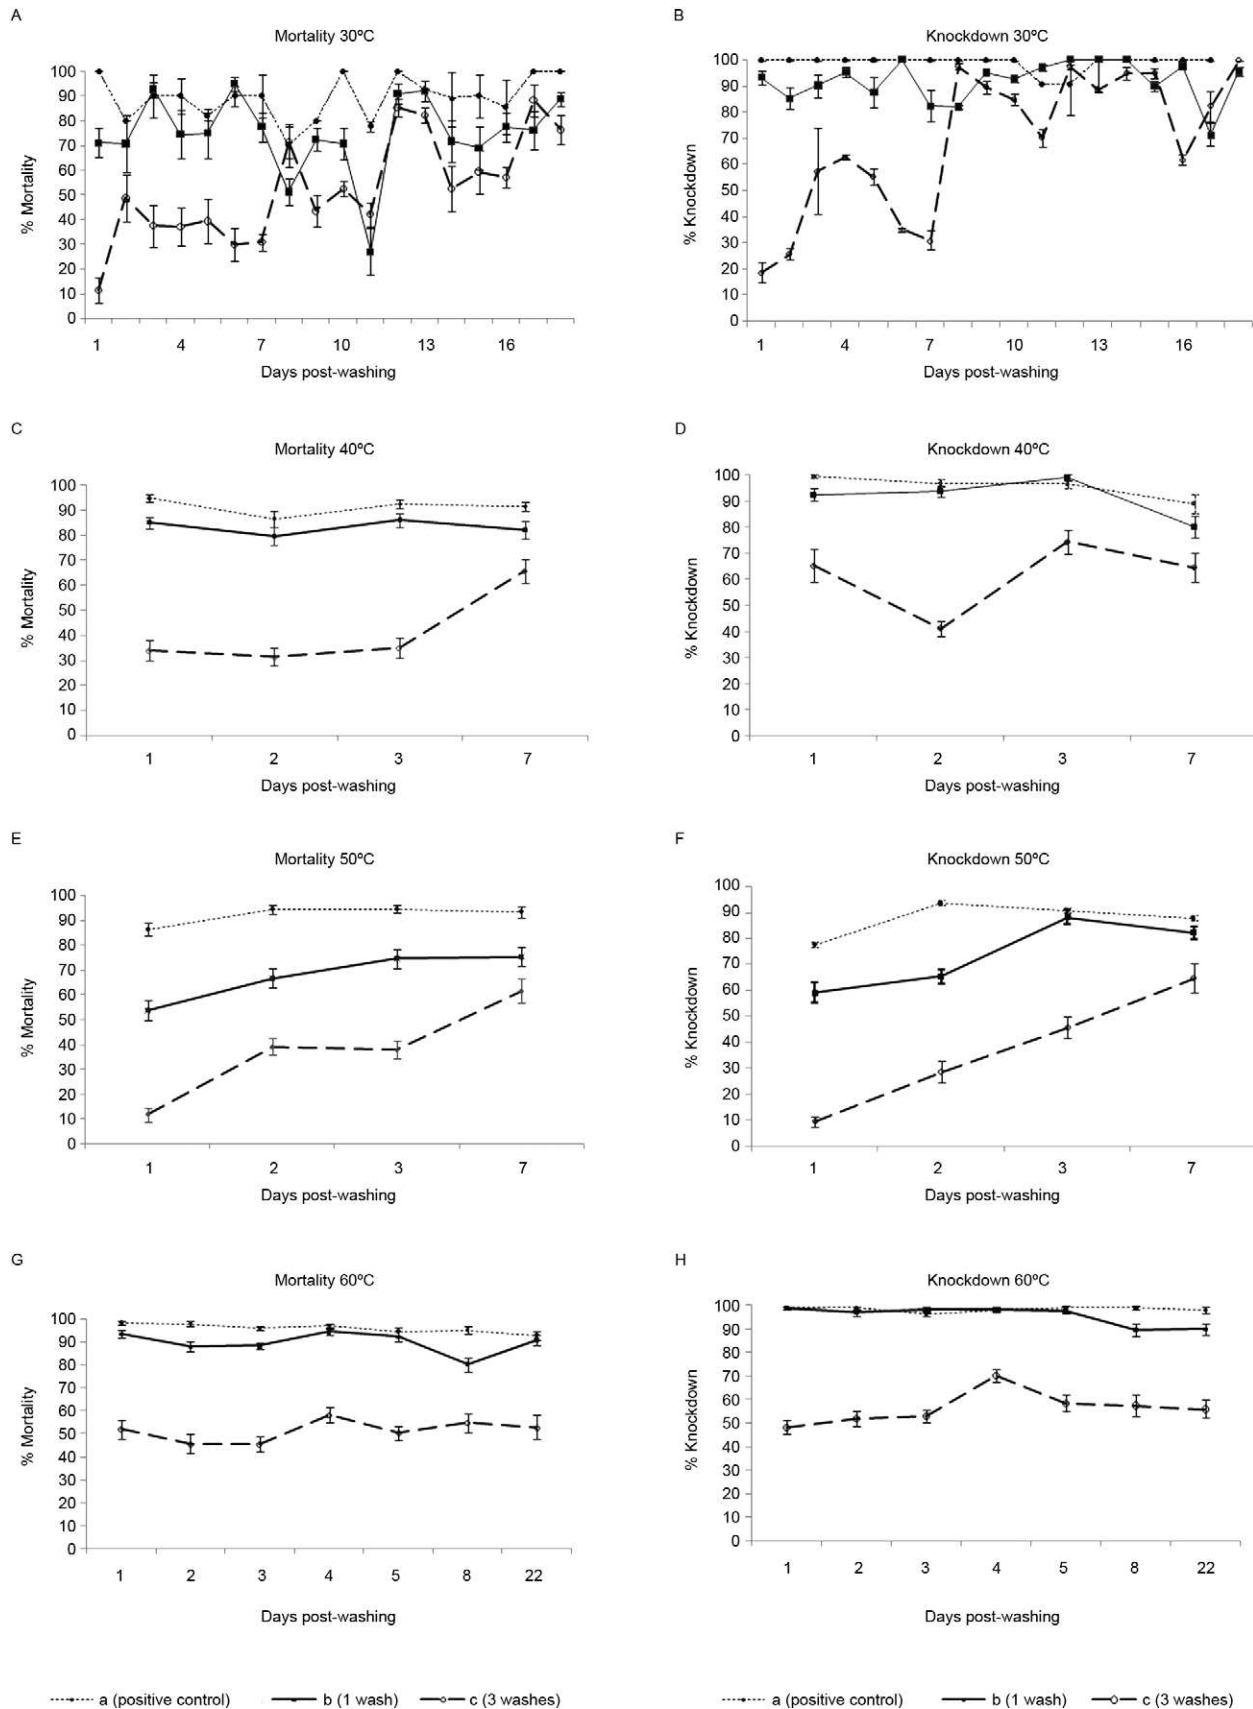 A
Mortality 30ºC
% Mortality
100
90
80
70
60
50
40
30
20
10
0
1 4 7 10 13 16
Days post-washing
B
Knockdown 30ºC
% Knockdown
100
90
80
70
60
50
40
30
20
10
0
1 4 7 10 13 16
Days post-washing
C
Mortality 40ºC
% Mortality
100
90
80
70
60
50
40
30
20
10
0
1 2 3 7
Days post-washing
D
Knockdown 40ºC
% Knockdown
100
90
80
70
60
50
40
30
20
10
0
1 2 3 7
Days post-washing
E
Mortality 50ºC
% Mortality
100
90
80
70
60
50
40
30
20
10
0
1 2 3 7
Days post-washing
F
Knockdown 50ºC
% Knockdown
100
90
80
70
60
50
40
30
20
10
0
1 2 3 7
Days post-washing
G
Mortality 60ºC
% Mortality
100
90
80
70
60
50
40
30
20
10
0
1 2 3 4 5 8 22
Days post-washing
H
Knockdown 60ºC
% Knockdown
100
90
80
70
60
50
40
30
20
10
0
1 2 3 4 5 8 22
Days post-washing
a (positive control) b (1 wash) c (3 washes)
a (positive control) b (1 wash) c (3 washes)